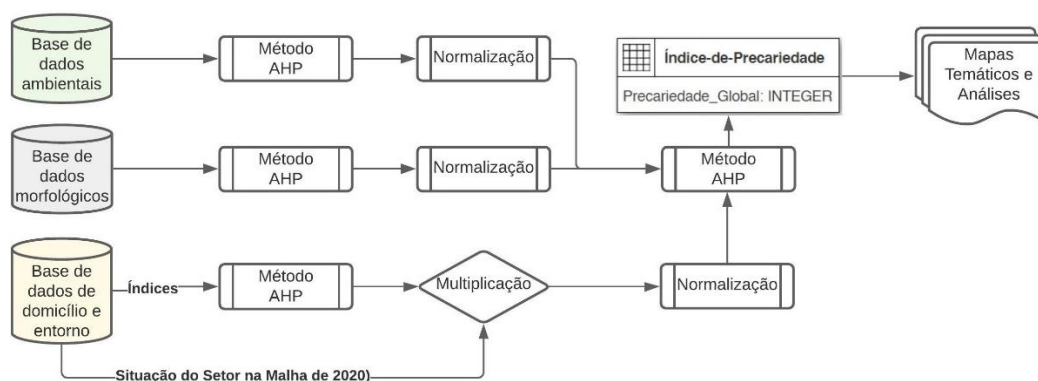 Base de
dados
ambientais
Método
AHP
Normalização
Índice-de-Precariedade
Precariedade_Global: INTEGER
Mapas
Temáticos e
Análises
Base de
dados
morfológicos
Método
AHP
Normalização
Método
AHP
Base de
dados de
domicílio e
entorno
Índices
Método
AHP
Multiplicação
Normalização
Situação do Setor na Malha de 2020)